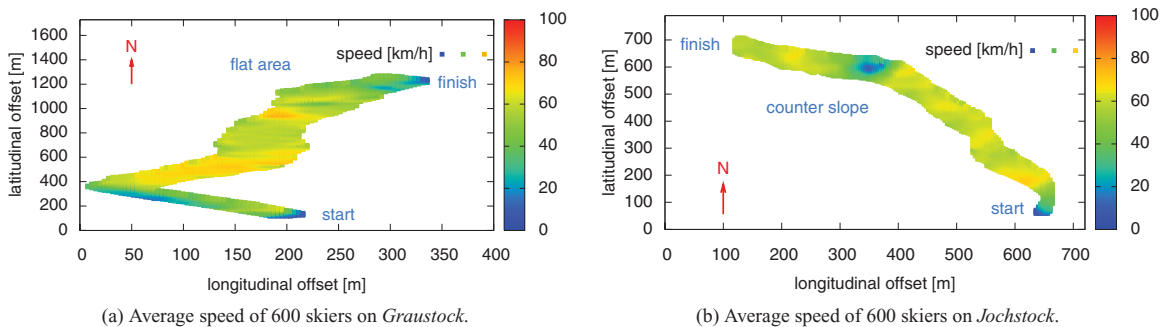 1600
1400
1200
1000
800
600
400
200
0
latitudinal offset [m]
0 50 100 150 200 250 300 350 400
longitudinal offset [m]
N
speed [km/h]
flat area
finish
start
100
80
60
40
20
0
(a) Average speed of 600 skiers on Graustock.
700
600
500
400
300
200
100
0
latitudinal offset [m]
0 100 200 300 400 500 600 700
longitudinal offset [m]
finish
speed [km/h]
counter slope
N
start
100
80
60
40
20
0
(b) Average speed of 600 skiers on Jochstock.